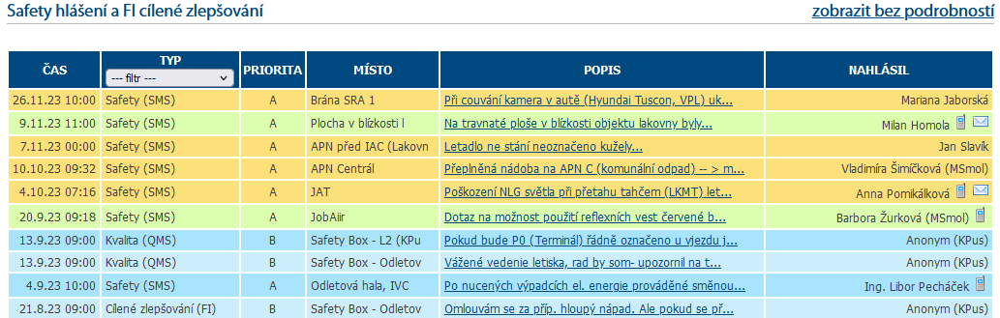 Safety hlášení a FI cílené zlepšování zobrazit bez podrobností
ČAS TYP --- filtr --- PRIORITA MÍSTO POPIS NAHLÁSIL
26.11.23 10:00 Safety (SMS) A Brána SRA 1 Při couvání kamera v autě (Hyundai Tuscon, VPL) uk... Mariana Jaborská
9.11.23 11:00 Safety (SMS) A Plocha v blízkosti l Na travnaté ploše v blízkosti objektu lakovny byly... Milan Homola
7.11.23 00:00 Safety (SMS) A APN před IAC (Lakovn Letadlo ne stání neoznačeno kužely... Jan Slavík
10.10.23 09:32 Safety (SMS) A APN Centrál Přeplněná nádoba na APN C (komunální odpad) -- > m... Vladimíra Šimíčková (MSmol)
4.10.23 07:16 Safety (SMS) A JAT Poškození NLG světla při přetahu tahčem (LKMT) let... Anna Pomikálková
20.9.23 09:18 Safety (SMS) A JobAiir Dotaz na možnost použití reflexních vest červené b... Barbora Žurková (MSmol)
13.9.23 09:00 Kvalita (QMS) B Safety Box - L2 (KPu Pokud bude P0 (Terminál) řádně označeno u vjezdu j... Anonym (KPus)
13.9.23 09:00 Kvalita (QMS) B Safety Box - Odletov Vážené vedenie letiska, rad by som- upozornil na t... Anonym (KPus)
4.9.23 10:00 Safety (SMS) A Odletová hala, IVC Po nucených výpadcích el. energie prováděné směnou... Ing. Libor Pecháček
21.8.23 09:00 Cílené zlepšování (FI) B Safety Box - Odletov Omlouvám se za příp. hloupý nápad. Ale pokud se př... Anonym (KPus)